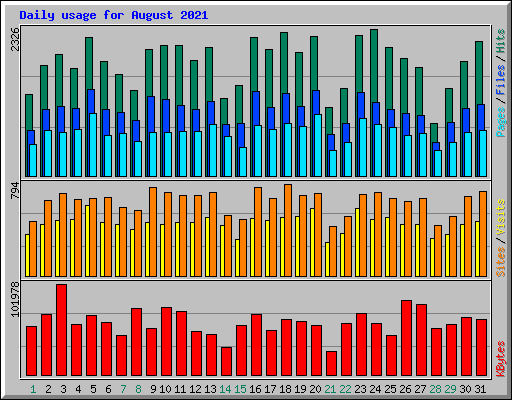 Daily usage for August 2021
2326
Pages / Files / Hits
794
Sites / Visits
101978
KBytes
1 2 3 4 5 6 7 8 9 10 11 12 13 14 15 16 17 18 19 20 21 22 23 24 25 26 27 28 29 30 31